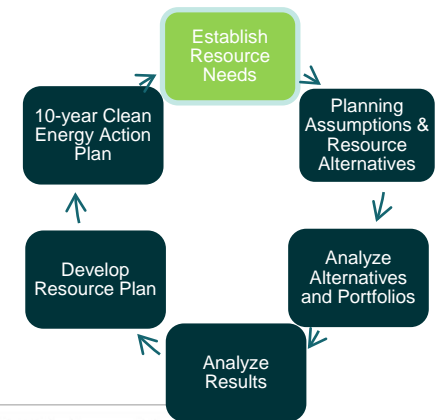 Establish
Resource
Needs
Planning
Assumptions &
Resource
Alternatives
Analyze
Alternatives
and Portfolios
Analyze
Results
Develop
Resource Plan
10-year Clean
Energy Action
Plan